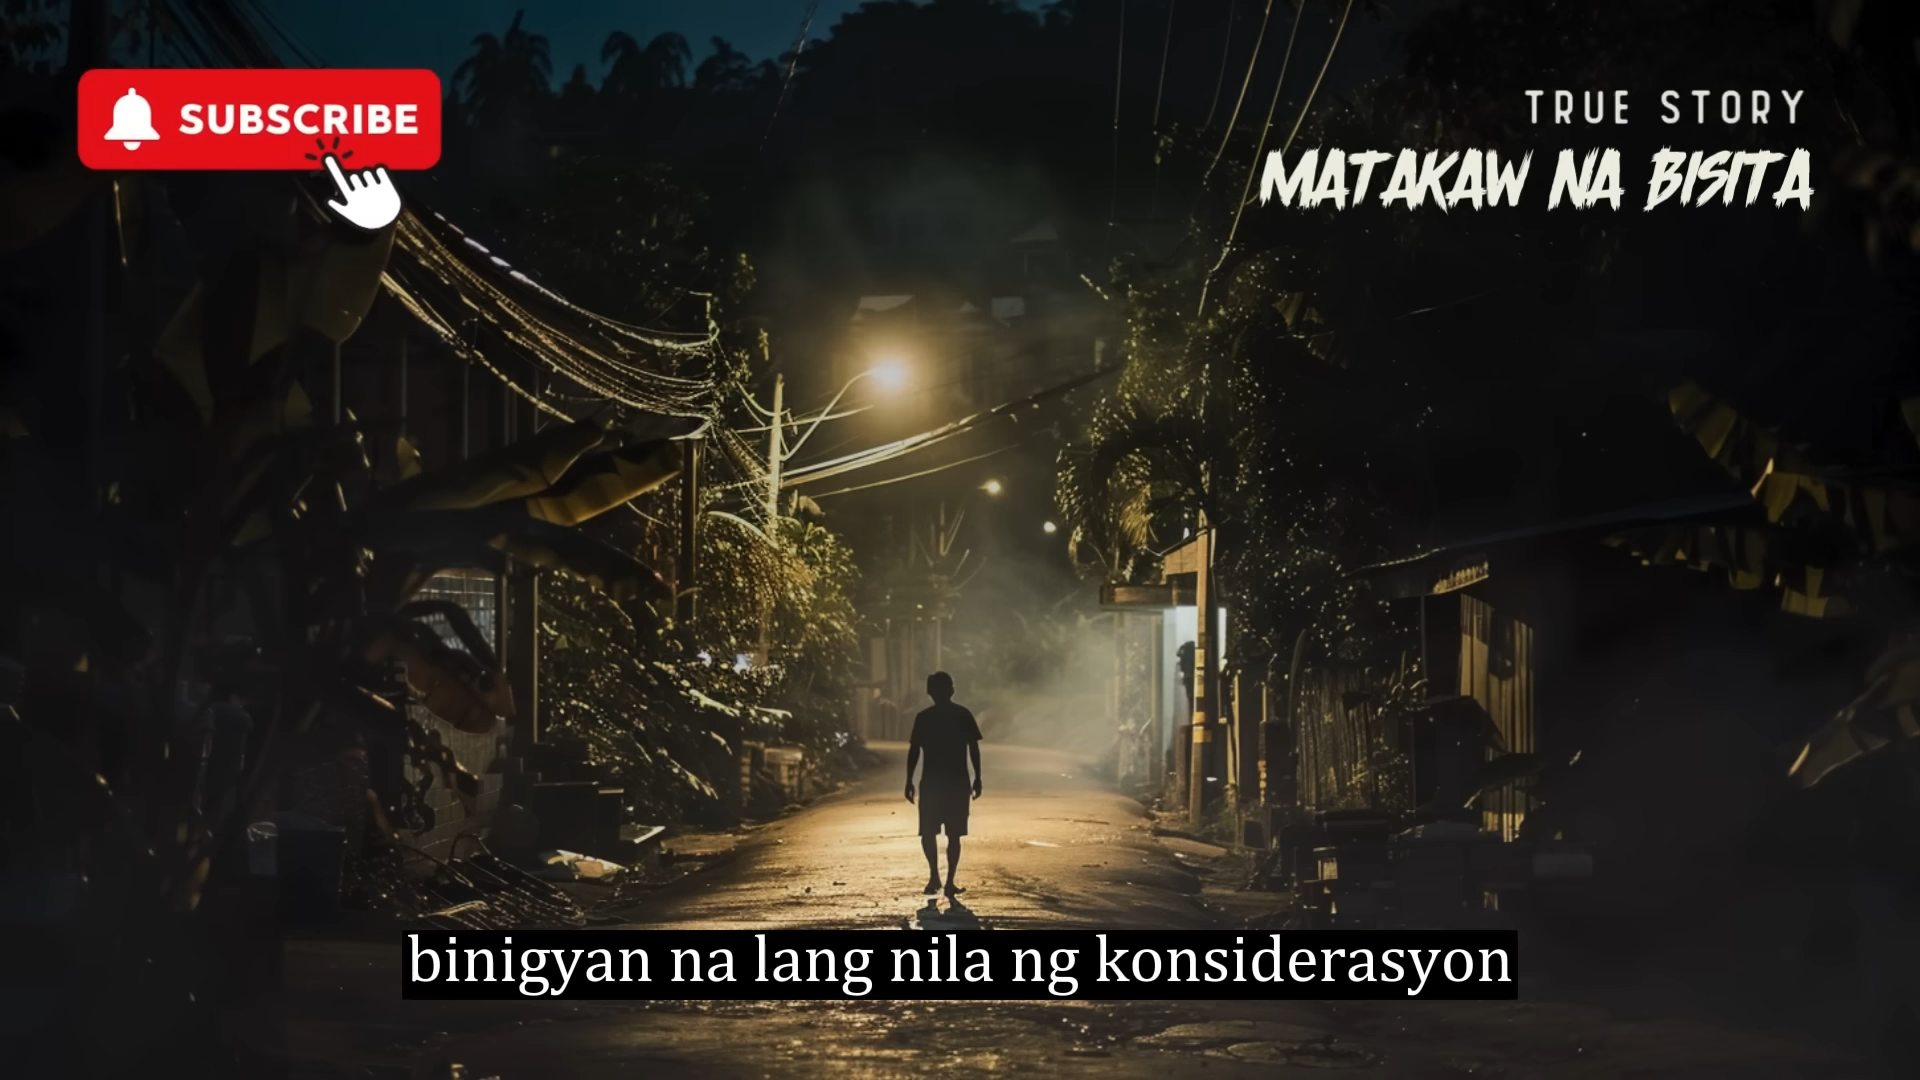 SUBSCRIBE
TRUE STORY
MATAKAW NA BISITA
binigyan na lang nila ng konsiderasyon